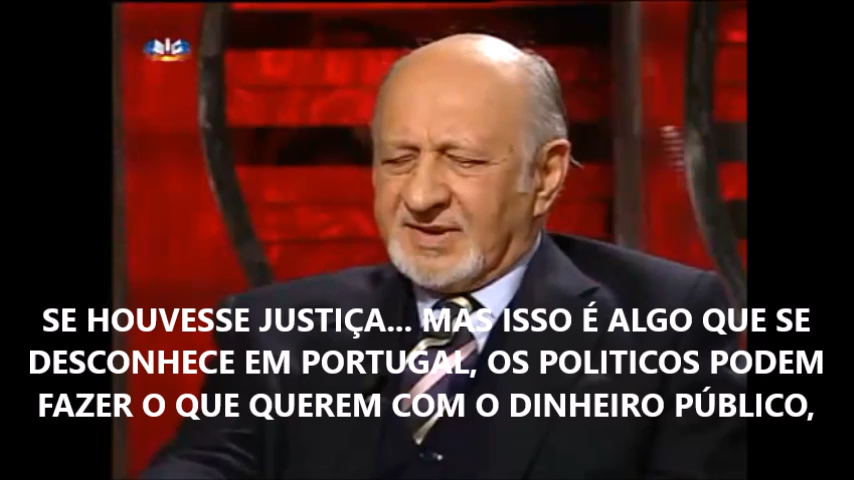 SIC
SE HOUVESSE JUSTIÇA... MAS ISSO É ALGO QUE SE
DESCONHECE EM PORTUGAL, OS POLITICOS PODEM
FAZER O QUE QUEREM COM O DINHEIRO PÚBLICO,